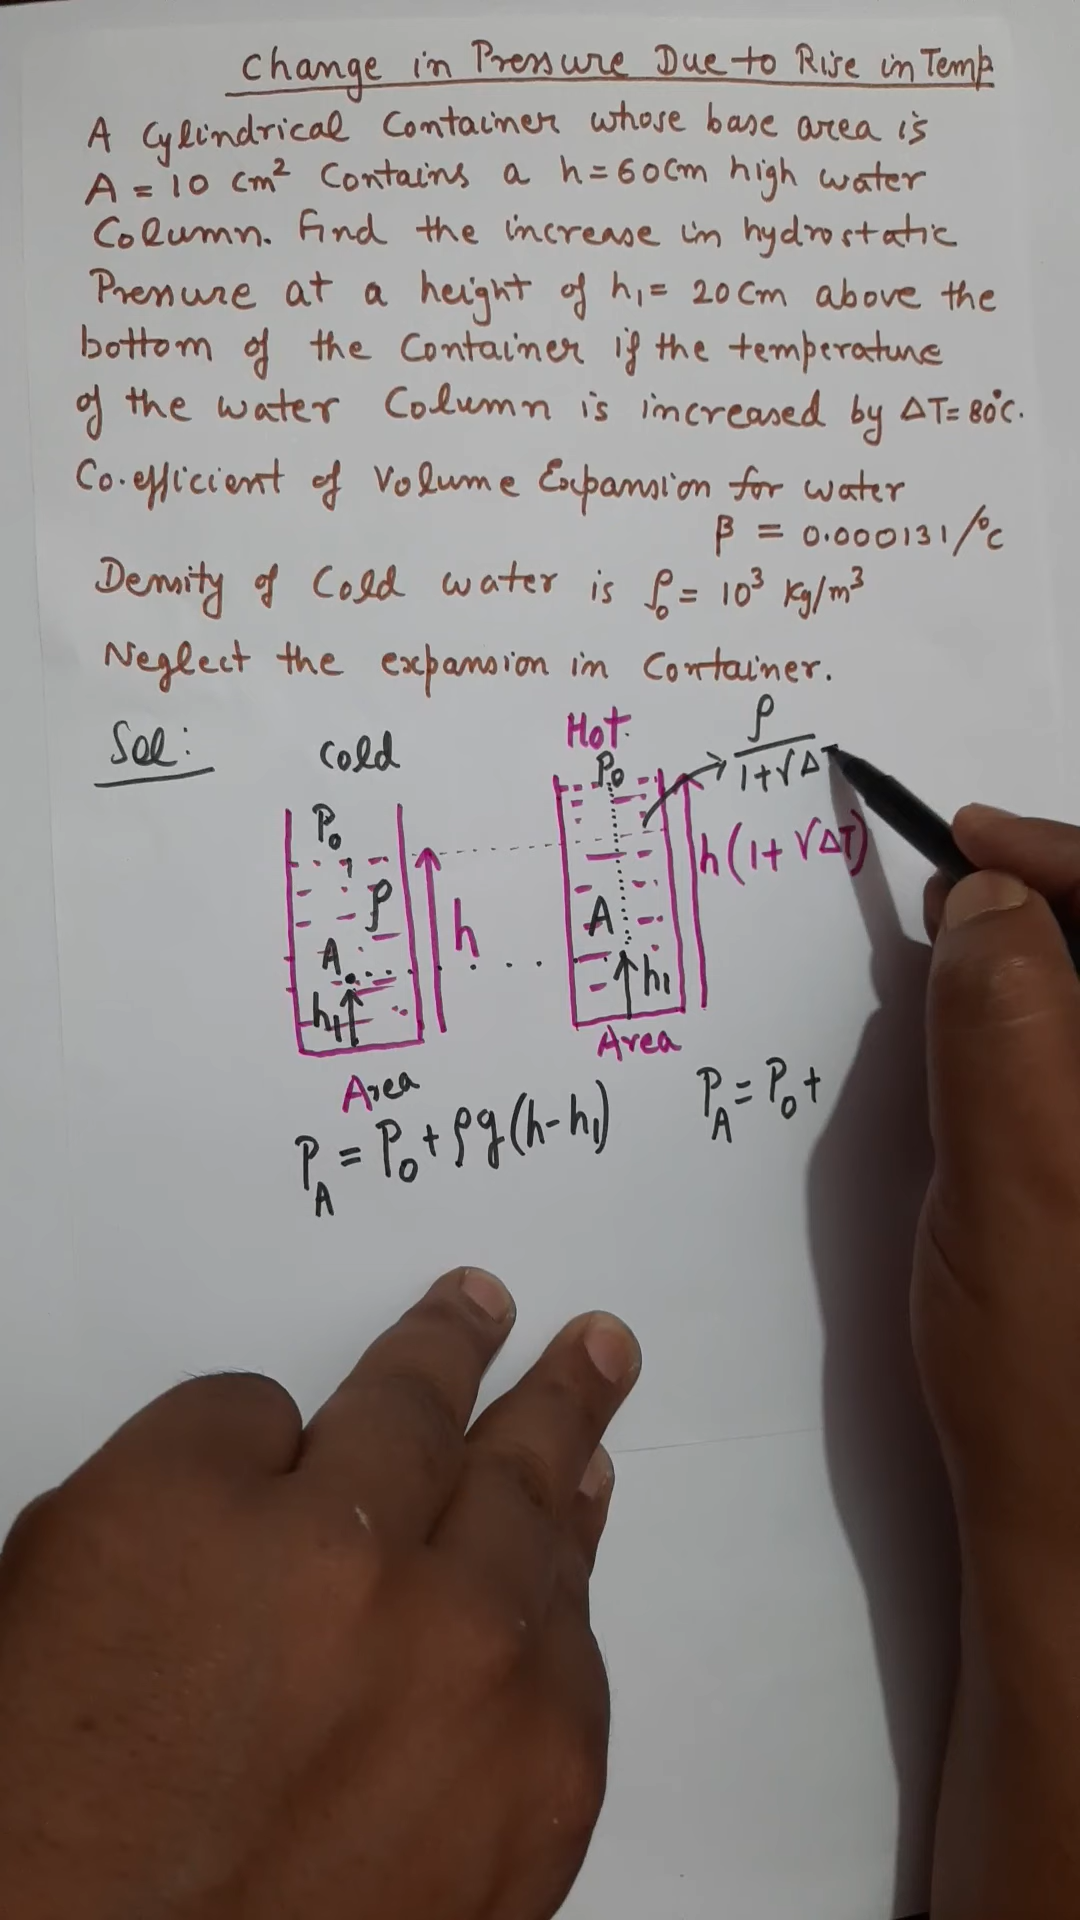 Change in Pressure Due to Rise in Temp
A Cylindrical Container whose base area is
A = 10 cm² Contains a h=60cm high water
Column. Find the increase in hydrostatic
Pressure at a height of h₁= 20cm above the
bottom of the Container if the temperature
of the water Column is increased by ΔT= 80°C.
Co.efficient of Volume Expansion for water
β = 0.000131/°C
Density of Cold water is ρ₀= 10³ Kg/m³
Neglect the expansion in Container.
Sol:
Cold
Hot
ρ
1+γΔT
P₀
P₀
h(1+γΔT)
ρ
h
A
A
h₁
h₁
Area
Area
P_A = P₀+ρg(h-h₁)
P_A = P₀+